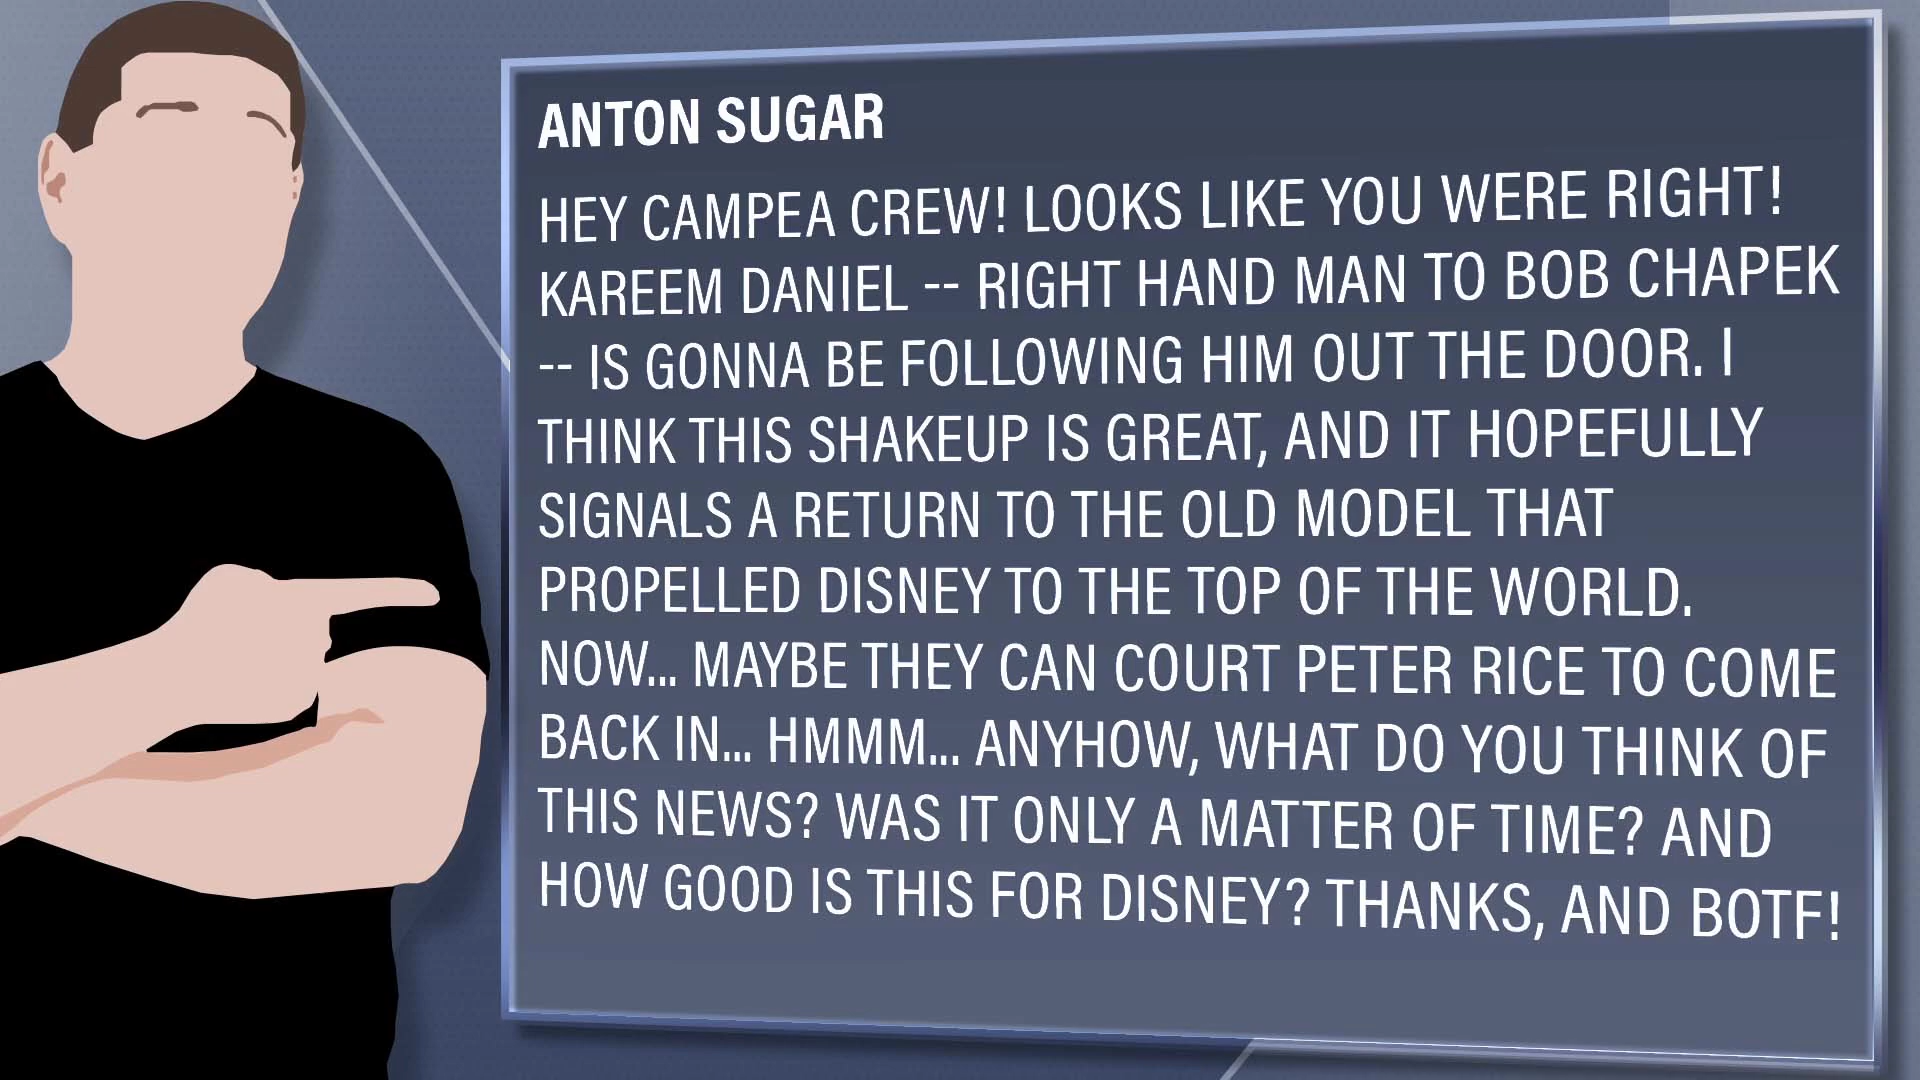 ANTON SUGAR
HEY CAMPEA CREW! LOOKS LIKE YOU WERE RIGHT!
KAREEM DANIEL -- RIGHT HAND MAN TO BOB CHAPEK
-- IS GONNA BE FOLLOWING HIM OUT THE DOOR. I
THINK THIS SHAKEUP IS GREAT, AND IT HOPEFULLY
SIGNALS A RETURN TO THE OLD MODEL THAT
PROPELLED DISNEY TO THE TOP OF THE WORLD.
NOW... MAYBE THEY CAN COURT PETER RICE TO COME
BACK IN... HMMM... ANYHOW, WHAT DO YOU THINK OF
THIS NEWS? WAS IT ONLY A MATTER OF TIME? AND
HOW GOOD IS THIS FOR DISNEY? THANKS, AND BOTF!